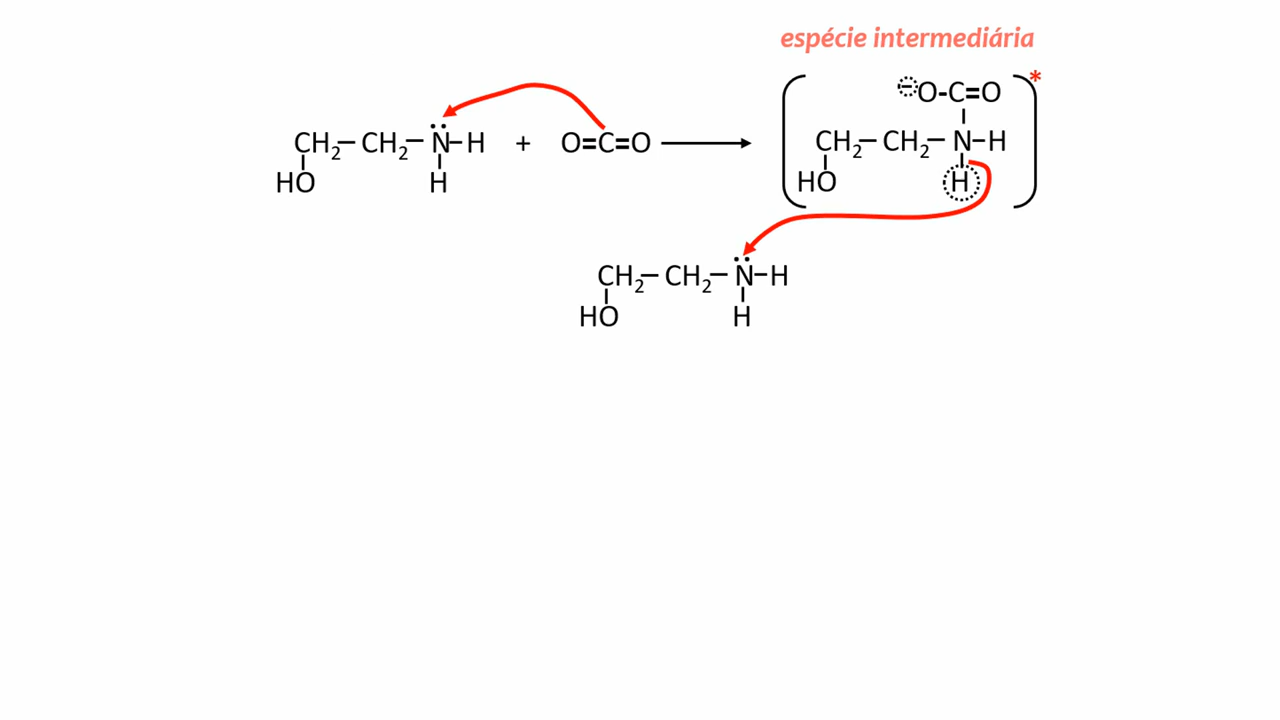 espécie intermediária
*
⊖O-C=O
CH₂–CH₂–N̈–H + O=C=O ⟶ CH₂–CH₂–N–H
HO H HO H
CH₂–CH₂–N̈–H
HO H